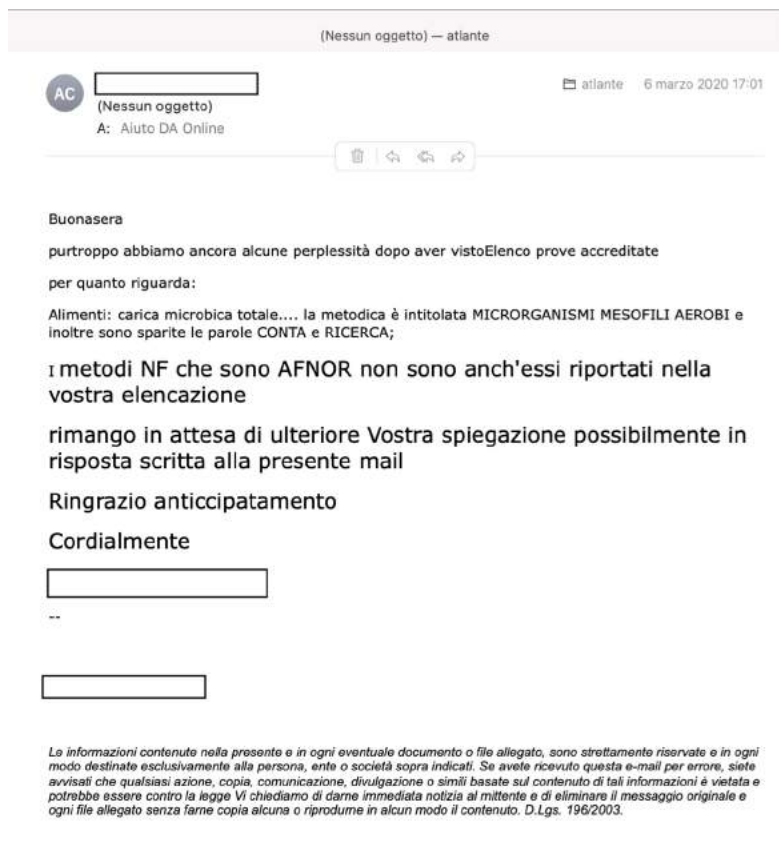 (Nessun oggetto) — atlante
AC
atlante 6 marzo 2020 17:01
(Nessun oggetto)
A: Aiuto DA Online
Buonasera
purtroppo abbiamo ancora alcune perplessità dopo aver vistoElenco prove accreditate
per quanto riguarda:
Alimenti: carica microbica totale.... la metodica è intitolata MICRORGANISMI MESOFILI AEROBI e
inoltre sono sparite le parole CONTA e RICERCA;
I metodi NF che sono AFNOR non sono anch'essi riportati nella
vostra elencazione
rimango in attesa di ulteriore Vostra spiegazione possibilmente in
risposta scritta alla presente mail
Ringrazio anticcipatamento
Cordialmente
--
Le informazioni contenute nella presente e in ogni eventuale documento o file allegato, sono strettamente riservate e in ogni
modo destinate esclusivamente alla persona, ente o società sopra indicati. Se avete ricevuto questa e-mail per errore, siete
avvisati che qualsiasi azione, copia, comunicazione, divulgazione o simili basate sul contenuto di tali informazioni è vietata e
potrebbe essere contro la legge Vi chiediamo di darne immediata notizia al mittente e di eliminare il messaggio originale e
ogni file allegato senza farne copia alcuna o riprodurne in alcun modo il contenuto. D.Lgs. 196/2003.